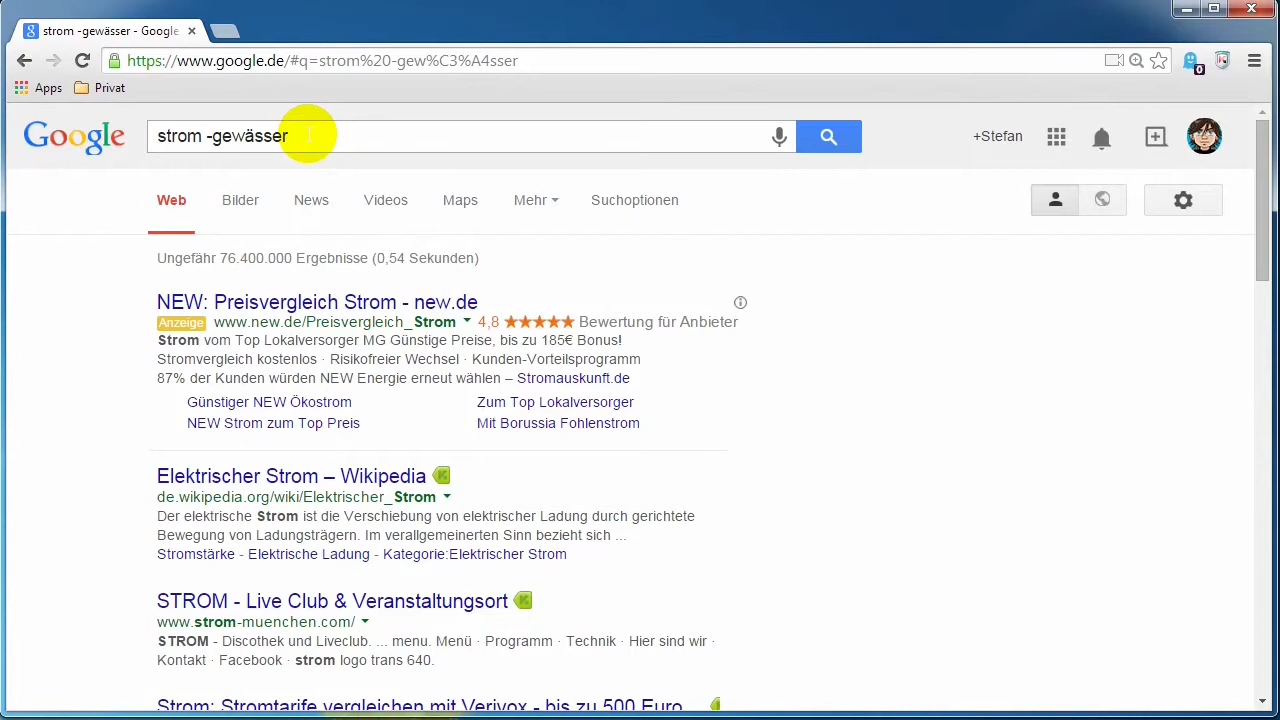 strom -gewässer - Google
https://www.google.de/#q=strom%20-gew%C3%A4sser
0
Apps Privat
Google strom -gewässer +Stefan
Web Bilder News Videos Maps Mehr Suchoptionen
Ungefähr 76.400.000 Ergebnisse (0,54 Sekunden)
NEW: Preisvergleich Strom - new.de
Anzeige www.new.de/Preisvergleich_Strom 4,8 ★★★★★ Bewertung für Anbieter
Strom vom Top Lokalversorger MG Günstige Preise, bis zu 185€ Bonus!
Stromvergleich kostenlos · Risikofreier Wechsel · Kunden-Vorteilsprogramm
87% der Kunden würden NEW Energie erneut wählen – Stromauskunft.de
Günstiger NEW Ökostrom Zum Top Lokalversorger
NEW Strom zum Top Preis Mit Borussia Fohlenstrom
Elektrischer Strom – Wikipedia
de.wikipedia.org/wiki/Elektrischer_Strom
Der elektrische Strom ist die Verschiebung von elektrischer Ladung durch gerichtete
Bewegung von Ladungsträgern. Im verallgemeinerten Sinn bezieht sich ...
Stromstärke - Elektrische Ladung - Kategorie:Elektrischer Strom
STROM - Live Club & Veranstaltungsort
www.strom-muenchen.com/
STROM - Discothek und Liveclub. ... menu. Menü · Programm · Technik · Hier sind wir ·
Kontakt · Facebook · strom logo trans 640.
Strom: Stromtarife vergleichen mit Verivox - bis zu 500 Euro